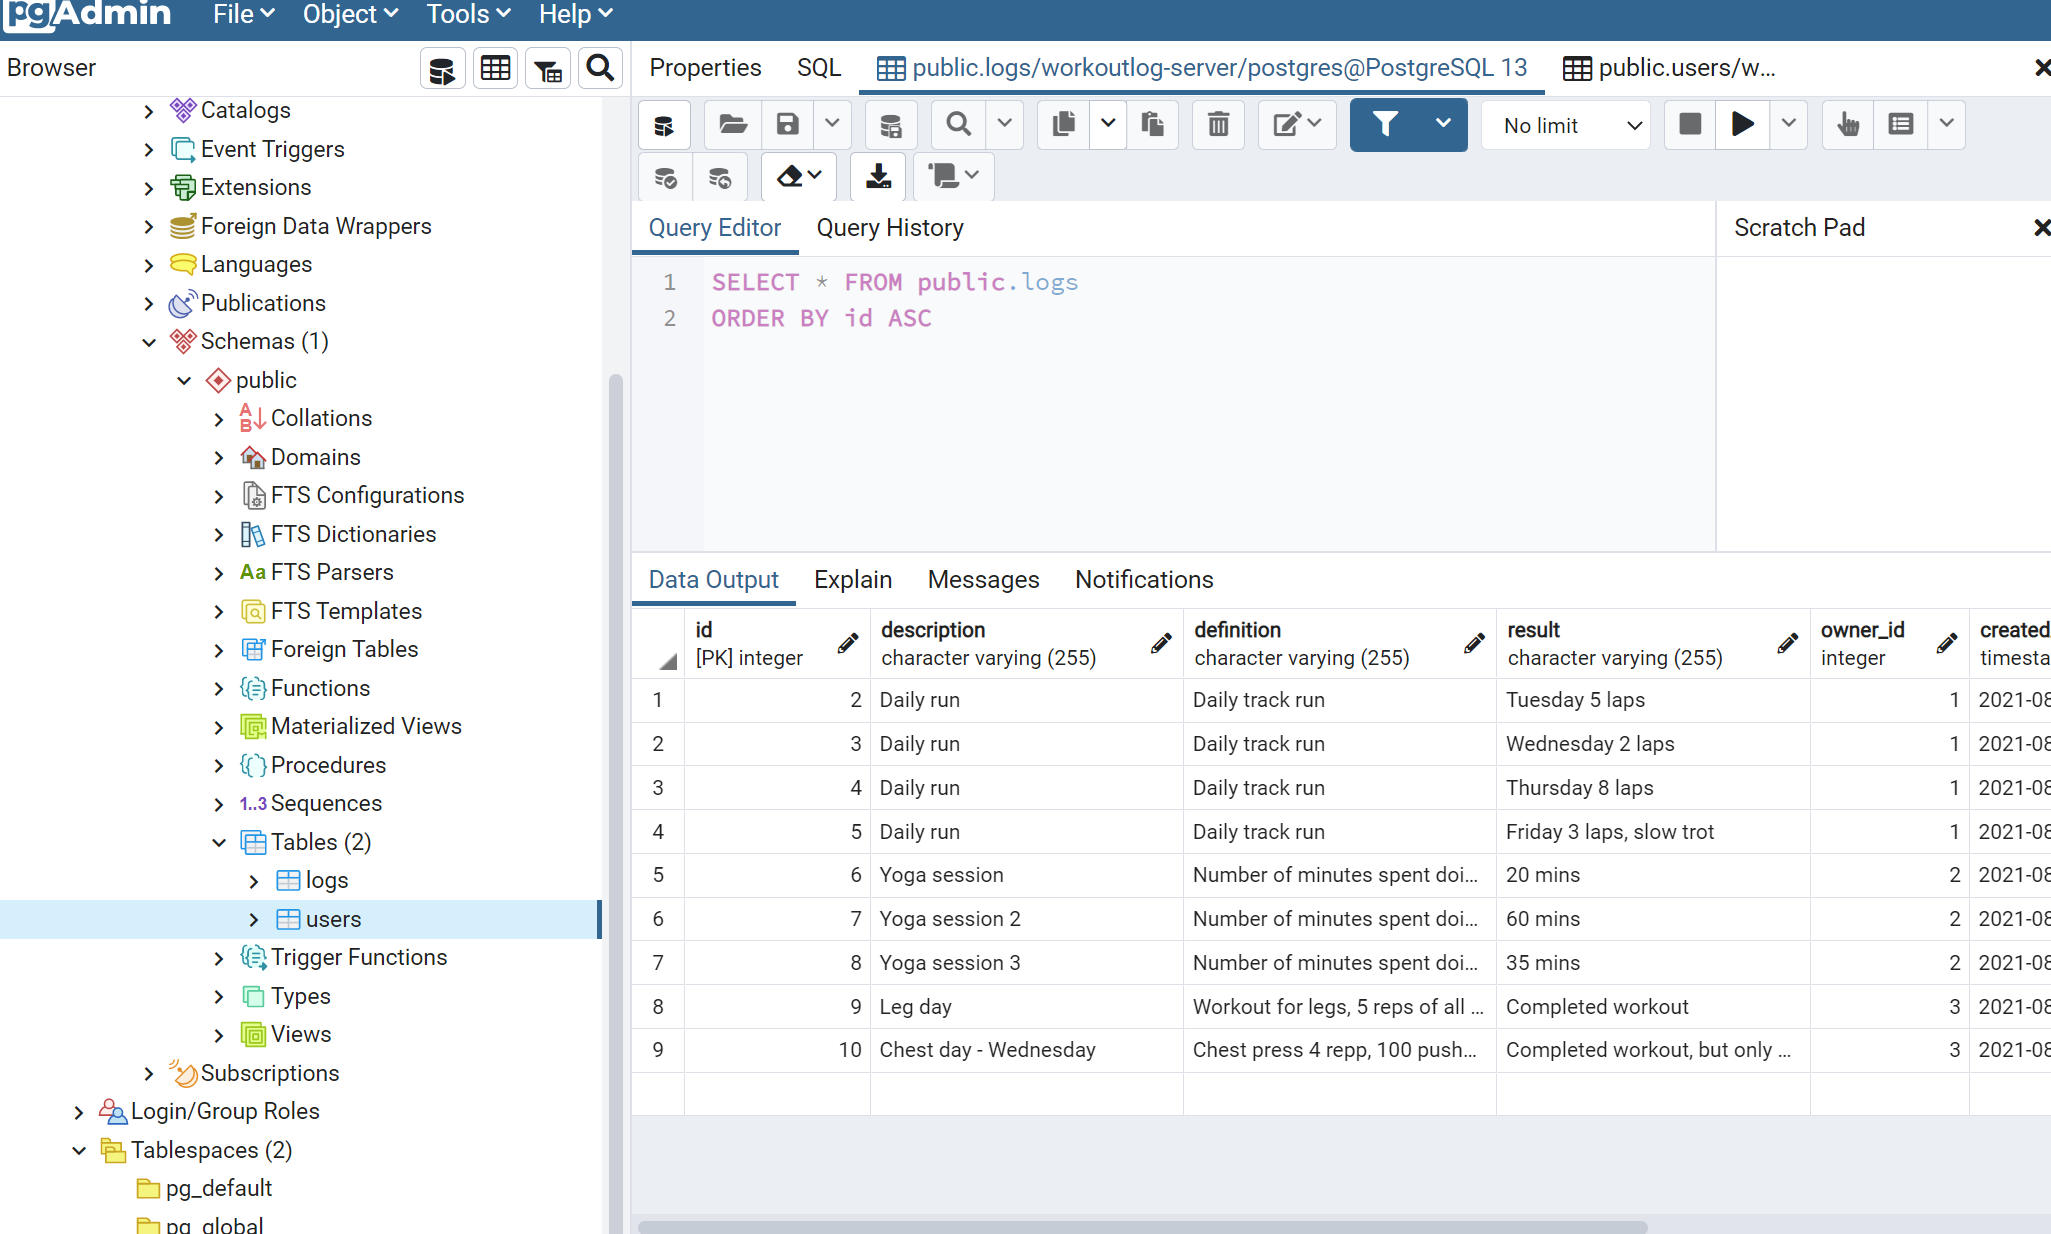 pgAdmin File Object Tools Help
Browser
Properties SQL public.logs/workoutlog-server/postgres@PostgreSQL 13 public.users/w...
Catalogs
Event Triggers
Extensions
Foreign Data Wrappers
Languages
Publications
Schemas (1)
public
Collations
Domains
FTS Configurations
FTS Dictionaries
Aa FTS Parsers
FTS Templates
Foreign Tables
Functions
Materialized Views
Procedures
1..3 Sequences
Tables (2)
logs
users
Trigger Functions
Types
Views
Subscriptions
Login/Group Roles
Tablespaces (2)
pg_default
pg_global
No limit
Query Editor Query History
Scratch Pad
1 SELECT * FROM public.logs
2 ORDER BY id ASC
Data Output Explain Messages Notifications
id description definition result owner_id created
[PK] integer character varying (255) character varying (255) character varying (255) integer timesta
1 2 Daily run Daily track run Tuesday 5 laps 1 2021-08
2 3 Daily run Daily track run Wednesday 2 laps 1 2021-08
3 4 Daily run Daily track run Thursday 8 laps 1 2021-08
4 5 Daily run Daily track run Friday 3 laps, slow trot 1 2021-08
5 6 Yoga session Number of minutes spent doi... 20 mins 2 2021-08
6 7 Yoga session 2 Number of minutes spent doi... 60 mins 2 2021-08
7 8 Yoga session 3 Number of minutes spent doi... 35 mins 2 2021-08
8 9 Leg day Workout for legs, 5 reps of all ... Completed workout 3 2021-08
9 10 Chest day - Wednesday Chest press 4 repp, 100 push... Completed workout, but only ... 3 2021-08